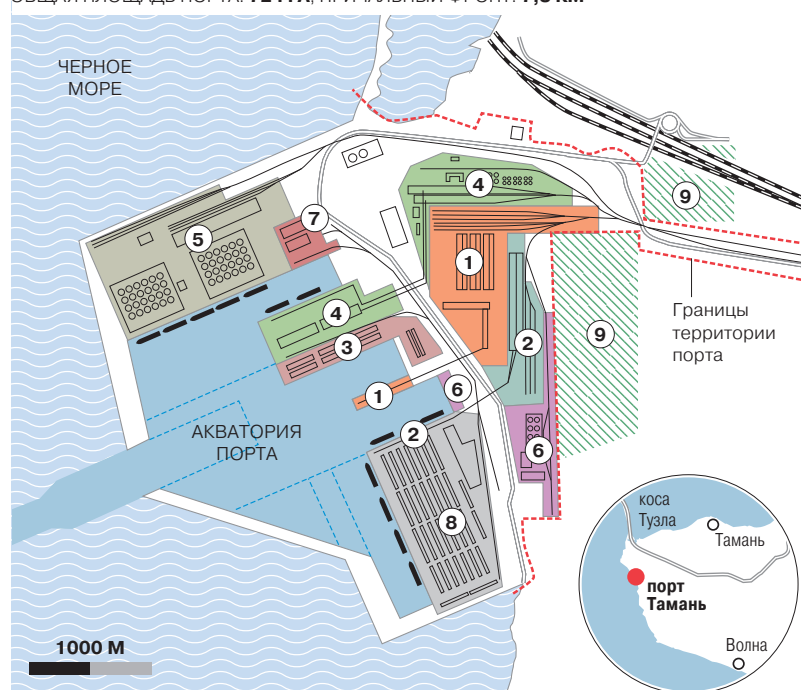 ЧЕРНОЕ
МОРЕ
9
4
7
5
1
Границы
территории
порта
4
9
3
2
1
6
2
АКВАТОРИЯ
ПОРТА
6
8
коса
Тузла
Тамань
порт
Тамань
Волна
1000 М